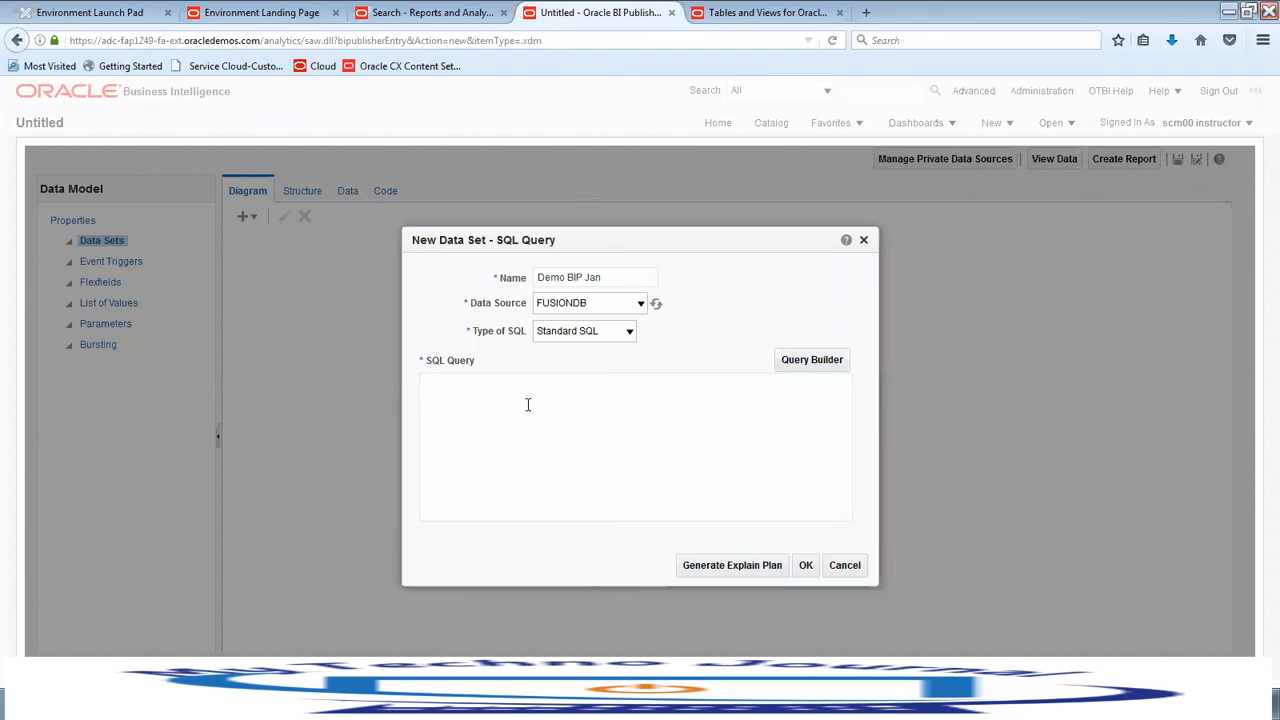 Environment Launch Pad
Environment Landing Page
Search - Reports and Analy...
Untitled - Oracle BI Publish...
Tables and Views for Oracl...
https://adc-fap1249-fa-ext.oracledemos.com/analytics/saw.dll?bipublisherEntry&Action=new&itemType=.xdm
Search
Most Visited
Getting Started
Service Cloud-Custo...
Cloud
Oracle CX Content Set...
ORACLE Business Intelligence
Search
All
Advanced
Administration
OTBI Help
Help
Sign Out
Untitled
Home
Catalog
Favorites
Dashboards
New
Open
Signed In As scm00 instructor
Manage Private Data Sources
View Data
Create Report
Data Model
Diagram
Structure
Data
Code
Properties
Data Sets
Event Triggers
Flexfields
List of Values
Parameters
Bursting
New Data Set - SQL Query
* Name
Demo BIP Jan
* Data Source
FUSIONDB
* Type of SQL
Standard SQL
* SQL Query
Query Builder
Generate Explain Plan
OK
Cancel
My Techno Journal